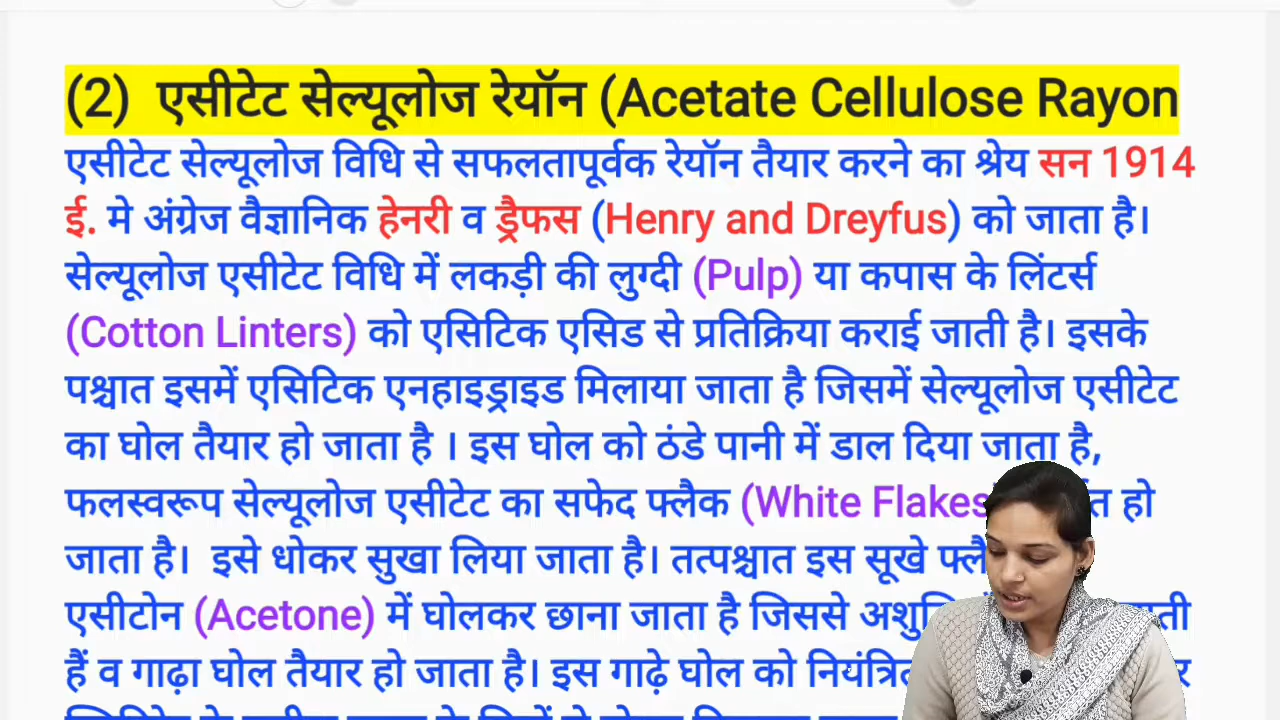 (2) एसीटेट सेल्यूलोज रेयॉन (Acetate Cellulose Rayon
एसीटेट सेल्यूलोज विधि से सफलतापूर्वक रेयॉन तैयार करने का श्रेय सन 1914
ई. मे अंग्रेज वैज्ञानिक हेनरी व ड्रैफस (Henry and Dreyfus) को जाता है।
सेल्यूलोज एसीटेट विधि में लकड़ी की लुग्दी (Pulp) या कपास के लिंटर्स
(Cotton Linters) को एसिटिक एसिड से प्रतिक्रिया कराई जाती है। इसके
पश्चात इसमें एसिटिक एनहाइड्राइड मिलाया जाता है जिसमें सेल्यूलोज एसीटेट
का घोल तैयार हो जाता है । इस घोल को ठंडे पानी में डाल दिया जाता है,
फलस्वरूप सेल्यूलोज एसीटेट का सफेद फ्लैक (White Flakes हो
जाता है। इसे धोकर सुखा लिया जाता है। तत्पश्चात इस सूखे
एसीटोन (Acetone) में घोलकर छाना जाता है जिससे
हैं व गाढ़ा घोल तैयार हो जाता है। इस गाढ़े घोल को